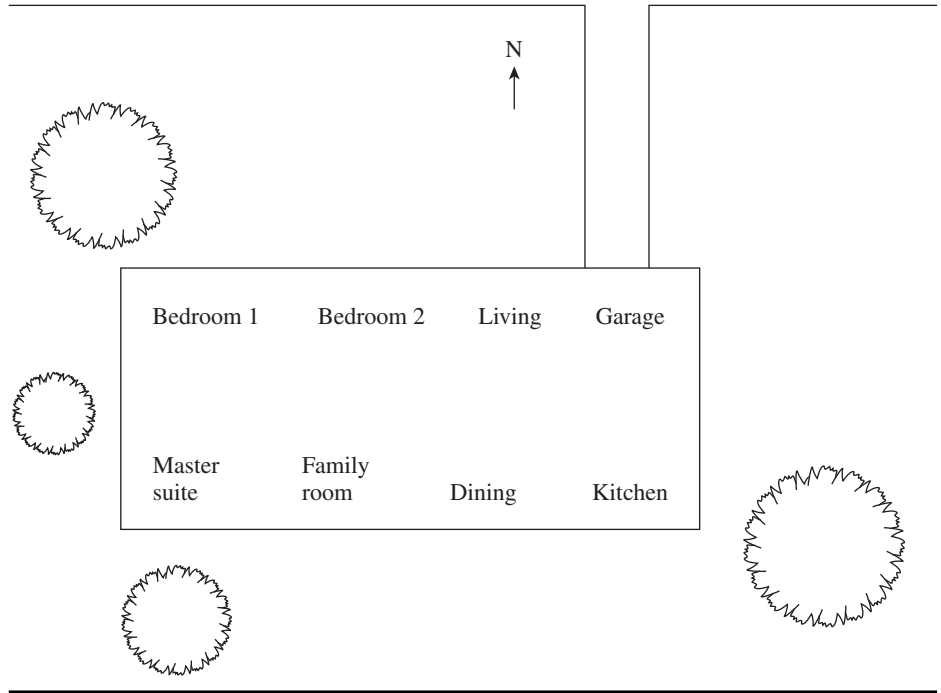 N
Bedroom 1
Bedroom 2
Living
Garage
Master
suite
Family
room
Dining
Kitchen